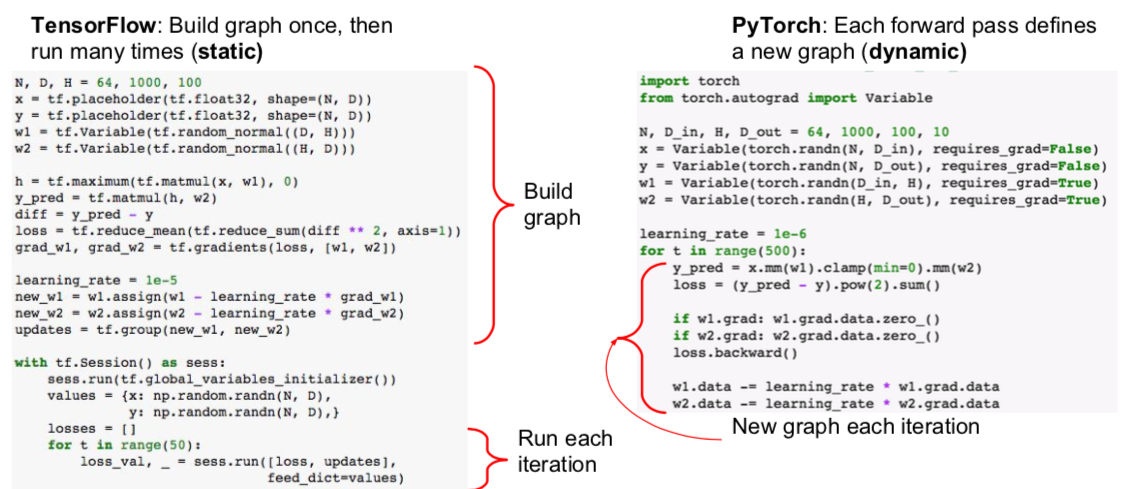 TensorFlow: Build graph once, then
run many times (static)
N, D, H = 64, 1000, 100
x = tf.placeholder(tf.float32, shape=(N, D))
y = tf.placeholder(tf.float32, shape=(N, D))
w1 = tf.Variable(tf.random_normal((D, H)))
w2 = tf.Variable(tf.random_normal((H, D)))
h = tf.maximum(tf.matmul(x, w1), 0)
y_pred = tf.matmul(h, w2)
diff = y_pred - y
loss = tf.reduce_mean(tf.reduce_sum(diff ** 2, axis=1))
grad_w1, grad_w2 = tf.gradients(loss, [w1, w2])
learning_rate = 1e-5
new_w1 = w1.assign(w1 - learning_rate * grad_w1)
new_w2 = w2.assign(w2 - learning_rate * grad_w2)
updates = tf.group(new_w1, new_w2)
with tf.Session() as sess:
    sess.run(tf.global_variables_initializer())
    values = {x: np.random.randn(N, D),
              y: np.random.randn(N, D),}
    losses = []
    for t in range(50):
        loss_val, _ = sess.run([loss, updates],
                               feed_dict=values)
Build
graph
Run each
iteration
PyTorch: Each forward pass defines
a new graph (dynamic)
import torch
from torch.autograd import Variable
N, D_in, H, D_out = 64, 1000, 100, 10
x = Variable(torch.randn(N, D_in), requires_grad=False)
y = Variable(torch.randn(N, D_out), requires_grad=False)
w1 = Variable(torch.randn(D_in, H), requires_grad=True)
w2 = Variable(torch.randn(H, D_out), requires_grad=True)
learning_rate = 1e-6
for t in range(500):
    y_pred = x.mm(w1).clamp(min=0).mm(w2)
    loss = (y_pred - y).pow(2).sum()
    if w1.grad: w1.grad.data.zero_()
    if w2.grad: w2.grad.data.zero_()
    loss.backward()
    w1.data -= learning_rate * w1.grad.data
    w2.data -= learning_rate * w2.grad.data
New graph each iteration